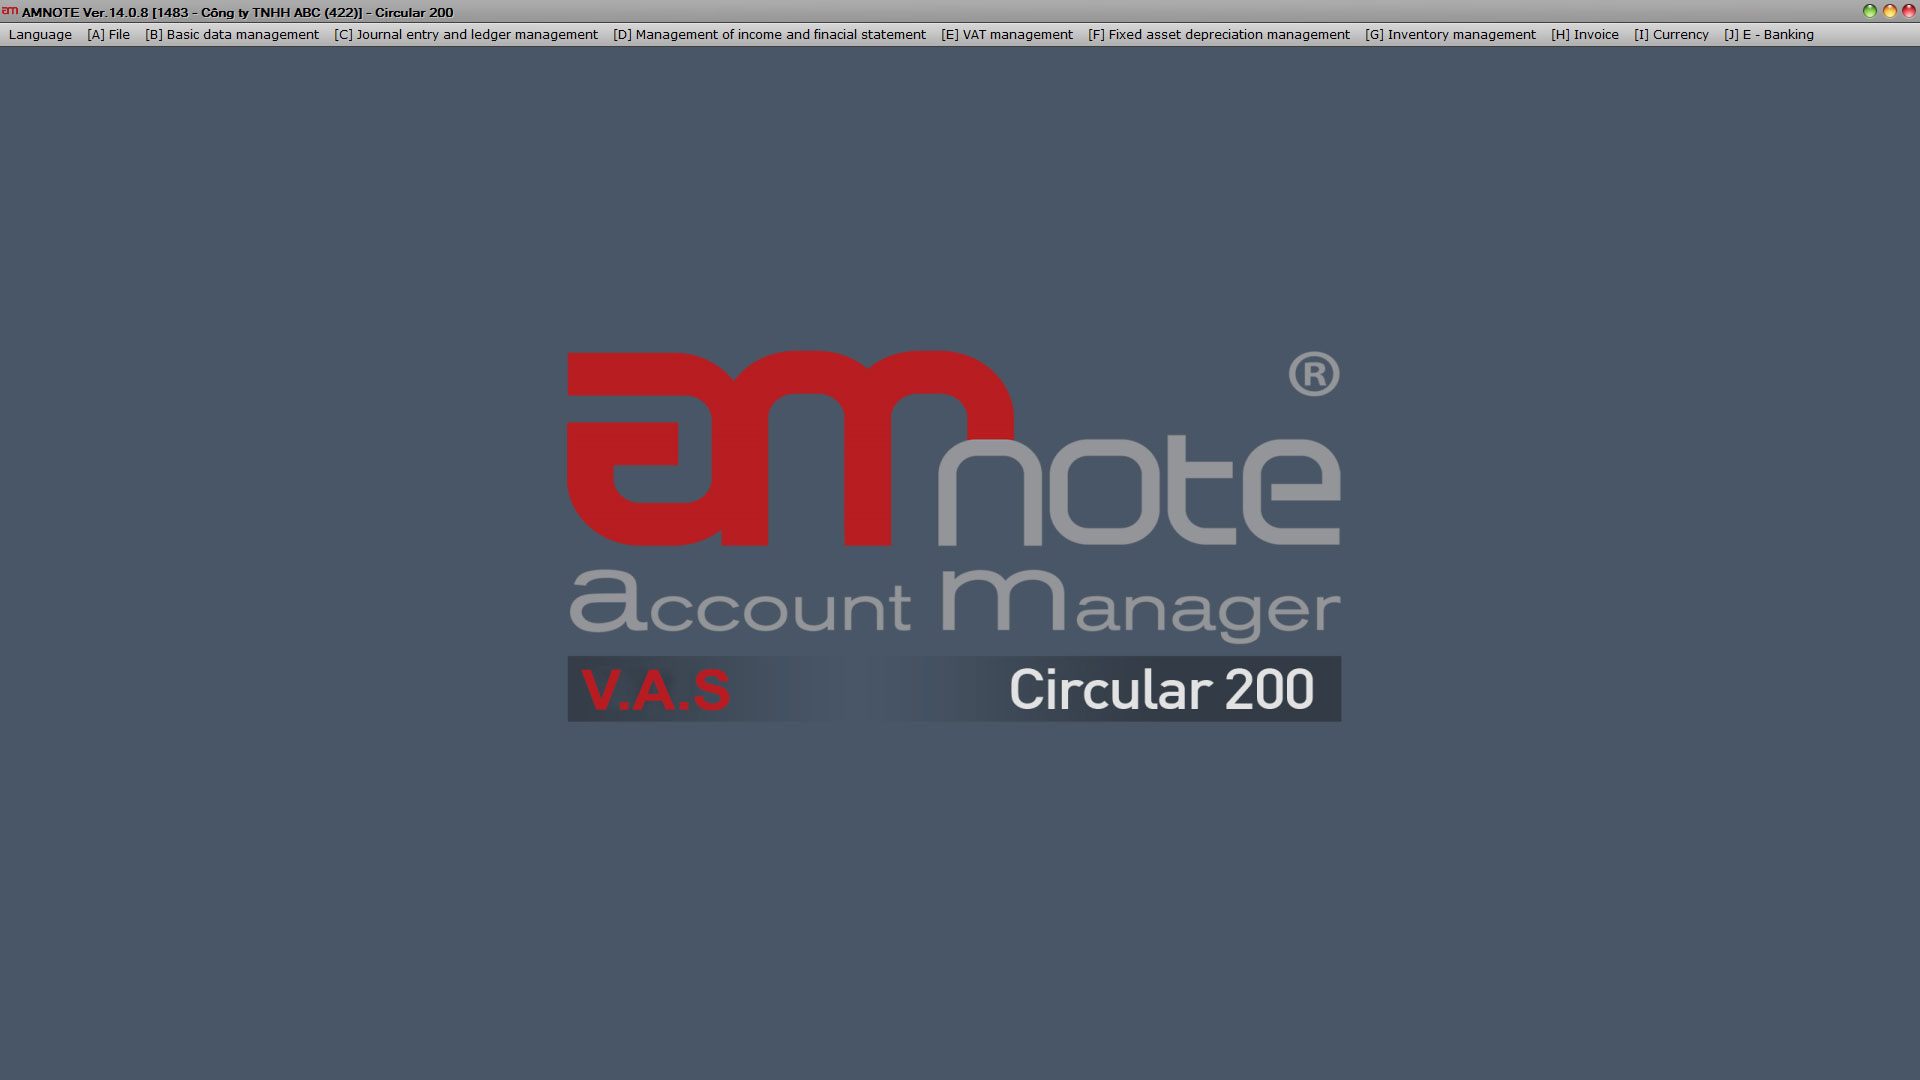 am AMNOTE Ver.14.0.8 [1483 - Công ty TNHH ABC (422)] - Circular 200
Language [A] File [B] Basic data management [C] Journal entry and ledger management [D] Management of income and finacial statement [E] VAT management [F] Fixed asset depreciation management [G] Inventory management [H] Invoice [I] Currency [J] E - Banking
amnote ®
account manager
V.A.S Circular 200